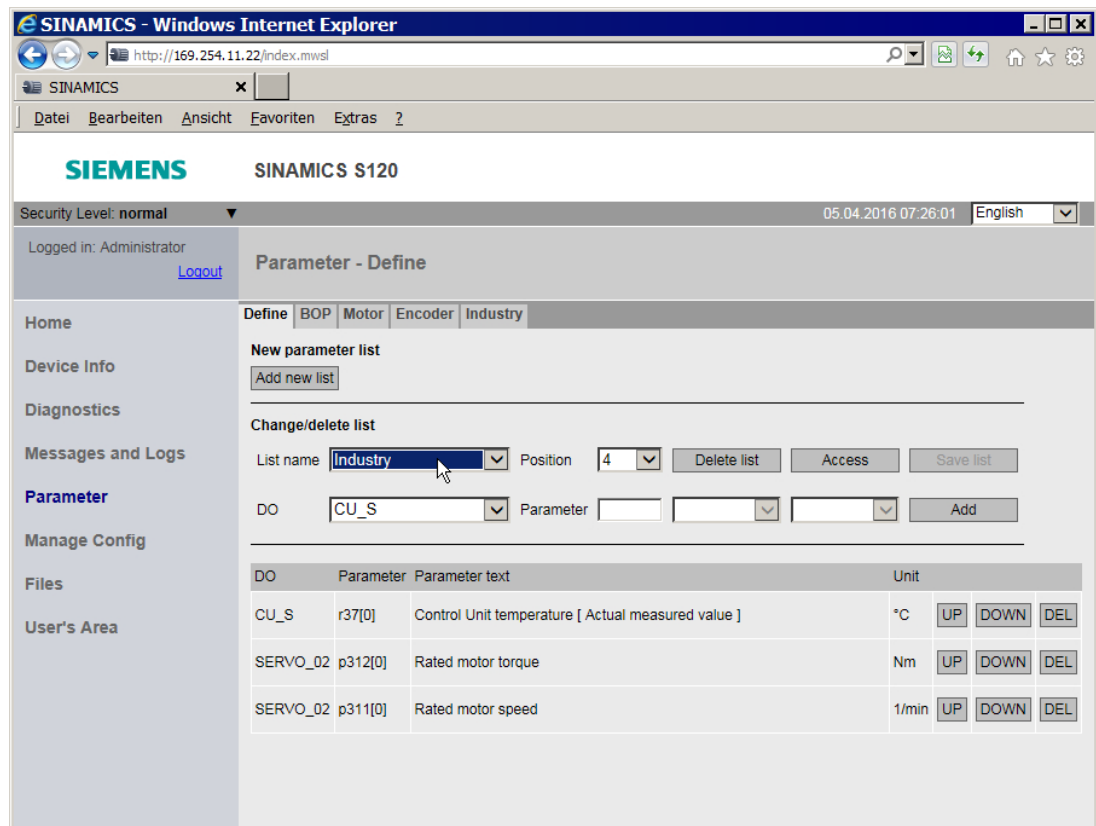 SINAMICS - Windows Internet Explorer
http://169.254.11.22/index.mwsl
SINAMICS
Datei Bearbeiten Ansicht Favoriten Extras ?
SIEMENS SINAMICS S120
Security Level: normal 05.04.2016 07:26:01 English
Logged in: Administrator
Logout
Parameter - Define
Home
Device Info
Diagnostics
Messages and Logs
Parameter
Manage Config
Files
User's Area
Define BOP Motor Encoder Industry
New parameter list
Add new list
Change/delete list
List name Industry Position 4 Delete list Access Save list
DO CU_S Parameter Add
DO Parameter Parameter text Unit
CU_S r37[0] Control Unit temperature [ Actual measured value ] °C UP DOWN DEL
SERVO_02 p312[0] Rated motor torque Nm UP DOWN DEL
SERVO_02 p311[0] Rated motor speed 1/min UP DOWN DEL